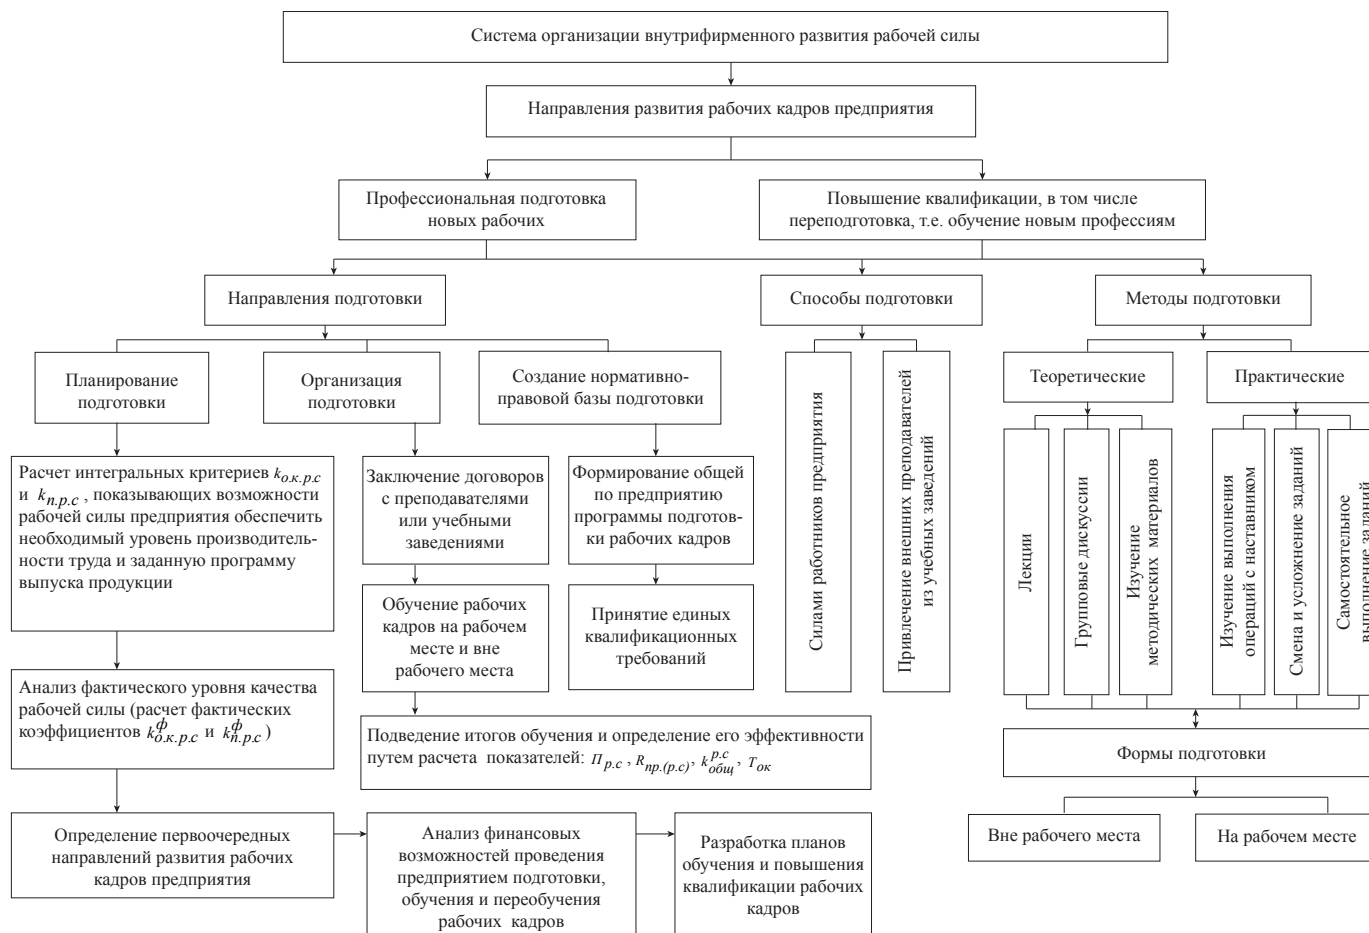 Система организации внутрифирменного развития рабочей силы
Направления развития рабочих кадров предприятия
Профессиональная подготовка
новых рабочих
Повышение квалификации, в том числе
переподготовка, т.е. обучение новым профессиям
Направления подготовки
Способы подготовки
Методы подготовки
Планирование
подготовки
Организация
подготовки
Создание нормативно-
правовой базы подготовки
Силами работников предприятия
Привлечение внешних преподавателей
из учебных заведений
Теоретические
Практические
Расчет интегральных критериев k о.к.р.с
и k п.р.с , показывающих возможности
рабочей силы предприятия обеспечить
необходимый уровень производитель-
ности труда и заданную программу
выпуска продукции
Заключение договоров
с преподавателями
или учебными
заведениями
Формирование общей
по предприятию
программы подготов-
ки рабочих кадров
Лекции
Групповые дискуссии
Изучение
методических материалов
Изучение выполнения
операций с наставником
Смена и усложнение заданий
Самостоятельное
выполнение заданий
Обучение рабочих
кадров на рабочем
месте и вне
рабочего места
Принятие единых
квалификационных
требований
Анализ фактического уровня качества
рабочей силы (расчет фактических
коэффициентов k ф о.к.р.с и k ф п.р.с )
Подведение итогов обучения и определение его эффективности
путем расчета показателей: П р.с , R пр.(р.с) , k р.с общ , T ок
Формы подготовки
Вне рабочего места
На рабочем месте
Определение первоочередных
направлений развития рабочих
кадров предприятия
Анализ финансовых
возможностей проведения
предприятием подготовки,
обучения и переобучения
рабочих кадров
Разработка планов
обучения и повышения
квалификации рабочих
кадров